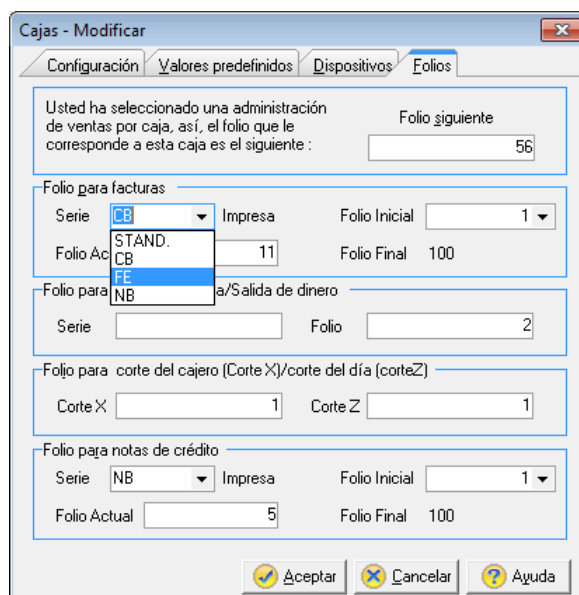 Cajas - Modificar
Configuración Valores predefinidos Dispositivos Folios
Usted ha seleccionado una administración
de ventas por caja, así, el folio que le
corresponde a esta caja es el siguiente :
Folio siguiente
56
Folio para facturas
Serie CB Impresa Folio Inicial 1
STAND.
CB
FE
NB
Folio Ac 11 Folio Final 100
Folio para a/Salida de dinero
Serie Folio 2
Folio para corte del cajero (Corte X)/corte del día (corteZ)
Corte X 1 Corte Z 1
Folio para notas de crédito
Serie NB Impresa Folio Inicial 1
Folio Actual 5 Folio Final 100
Aceptar Cancelar Ayuda